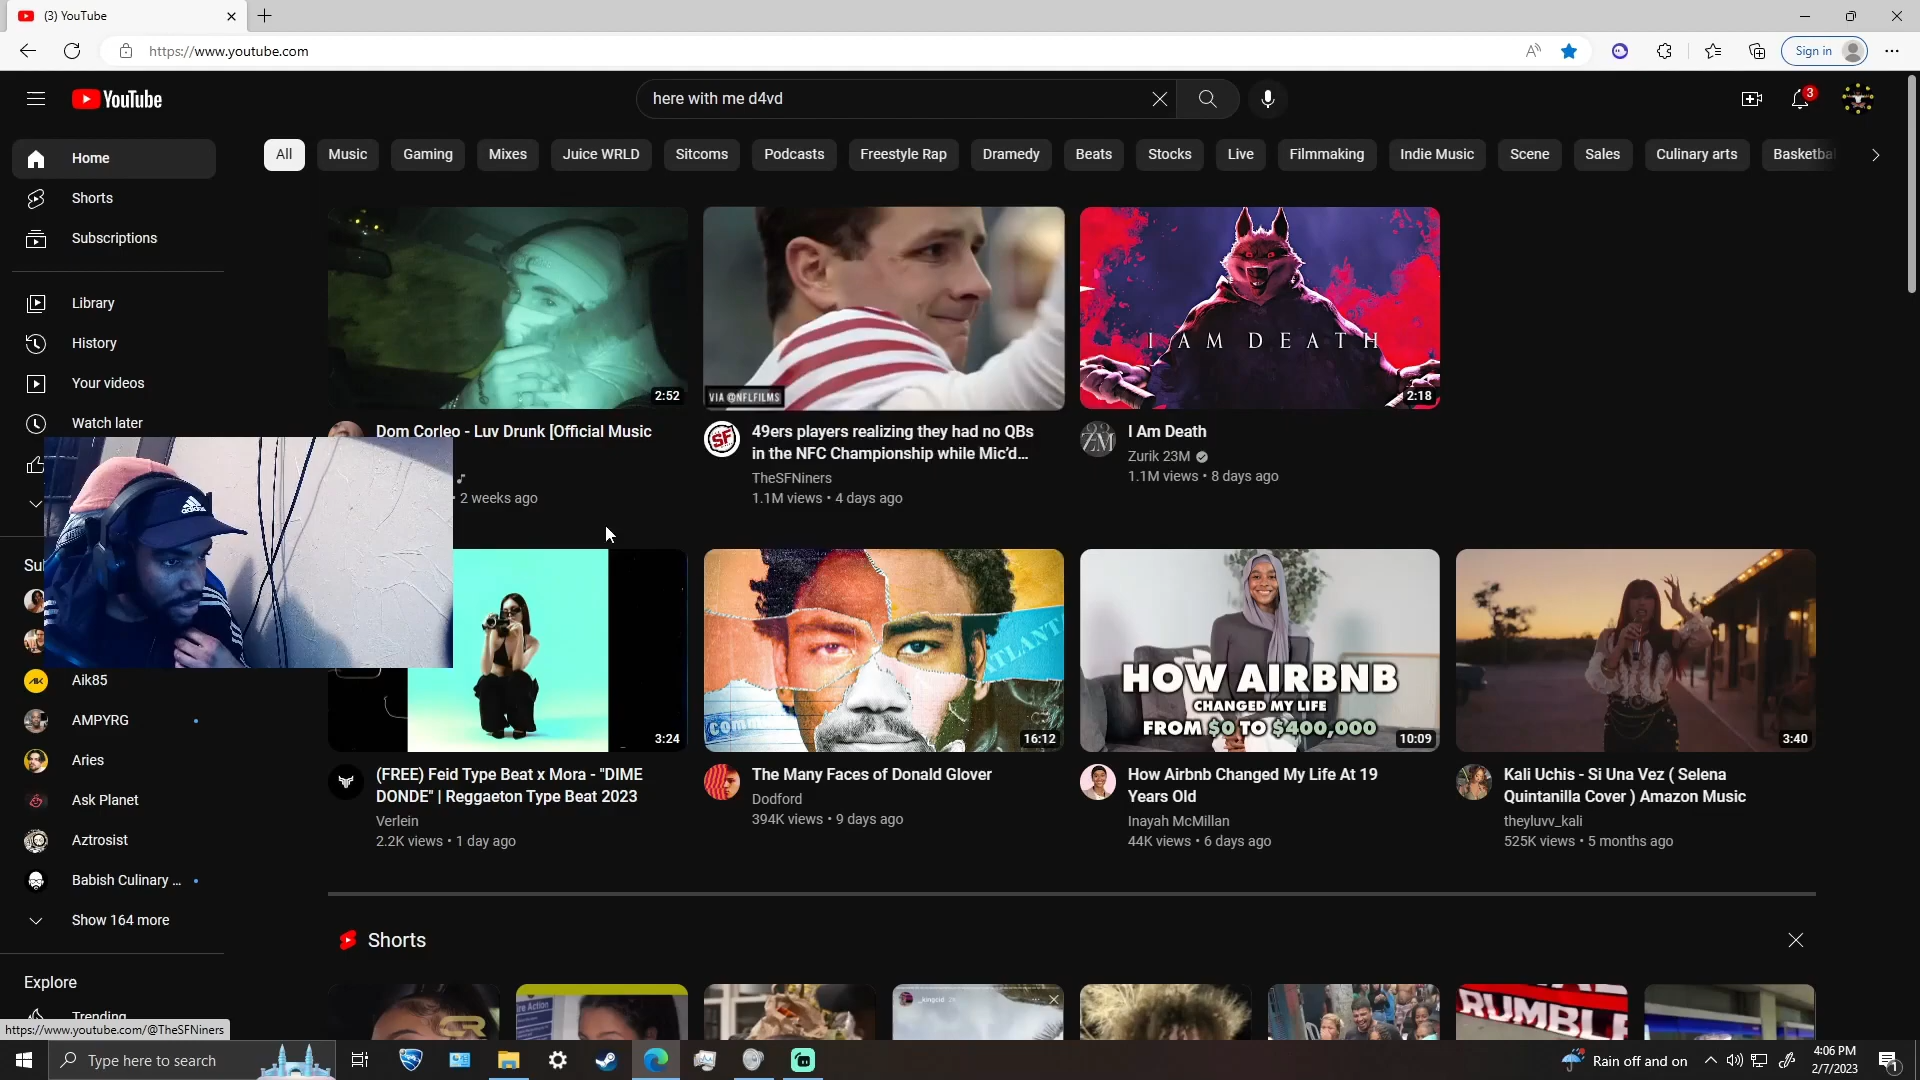 (3) YouTube
https://www.youtube.com
Sign in
YouTube
here with me d4vd
3
Home
Shorts
Subscriptions
Library
History
Your videos
Watch later
Aik85
AMPYRG
Aries
Ask Planet
Aztrosist
Babish Culinary ...
Show 164 more
Explore
Trending
https://www.youtube.com/@TheSFNiners
All
Music
Gaming
Mixes
Juice WRLD
Sitcoms
Podcasts
Freestyle Rap
Dramedy
Beats
Stocks
Live
Filmmaking
Indie Music
Scene
Sales
Culinary arts
Basketbal
2:52
Dom Corleo - Luv Drunk [Official Music
• 2 weeks ago
VIA @NFLFILMS
SF
49ers players realizing they had no QBs
in the NFC Championship while Mic’d...
TheSFNiners
1.1M views • 4 days ago
I AM DEATH
2:18
ZM
I Am Death
Zurik 23M
1.1M views • 8 days ago
adidas
3:24
(FREE) Feid Type Beat x Mora - "DIME
DONDE" | Reggaeton Type Beat 2023
Verlein
2.2K views • 1 day ago
16:12
The Many Faces of Donald Glover
Dodford
394K views • 9 days ago
HOW AIRBNB
CHANGED MY LIFE
FROM $0 TO $400,000
10:09
How Airbnb Changed My Life At 19
Years Old
Inayah McMillan
44K views • 6 days ago
3:40
Kali Uchis - Si Una Vez ( Selena
Quintanilla Cover ) Amazon Music
theyluvv_kali
525K views • 5 months ago
Shorts
RUMBLE
Type here to search
Rain off and on
4:06 PM
2/7/2023
1